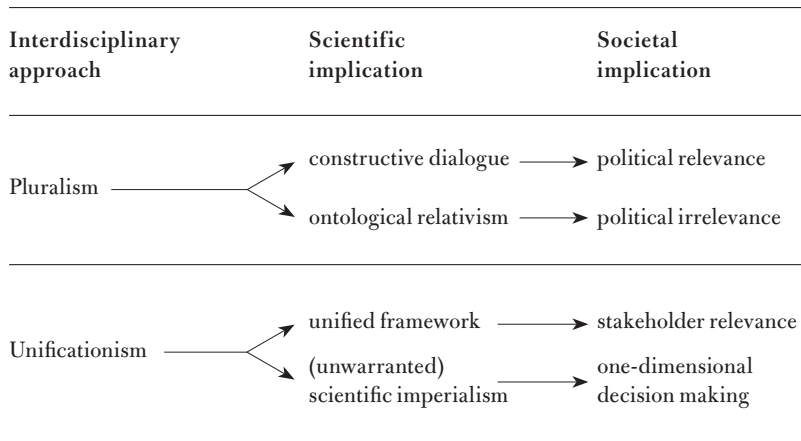 Interdisciplinary Scientific Societal
approach implication implication
constructive dialogue political relevance
Pluralism
ontological relativism political irrelevance
unified framework stakeholder relevance
Unificationism
(unwarranted) one-dimensional
scientific imperialism decision making